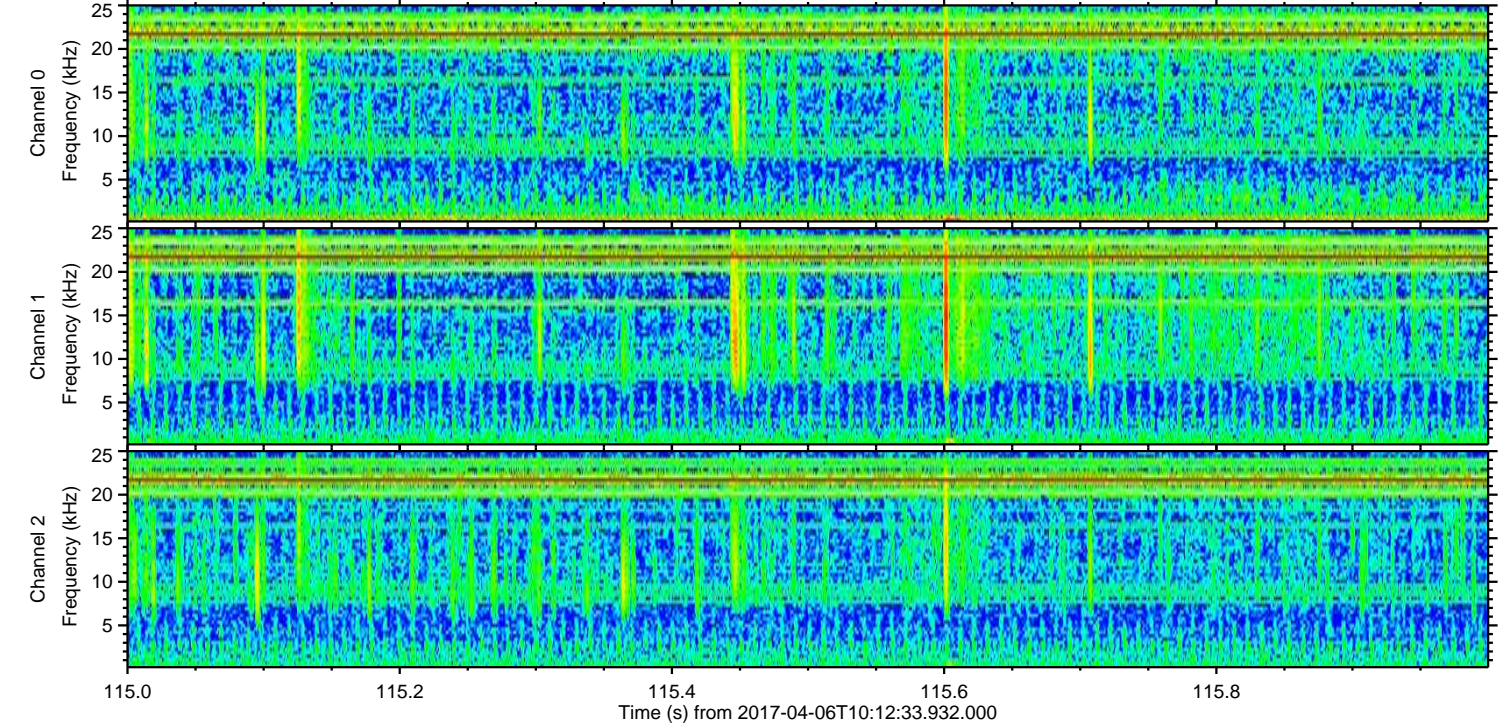 25
20
15
10
5
Channel 0
Frequency (kHz)
25
20
15
10
5
Channel 1
Frequency (kHz)
25
20
15
10
5
Channel 2
Frequency (kHz)
115.0 115.2 115.4 115.6 115.8
Time (s) from 2017-04-06T10:12:33.932.000